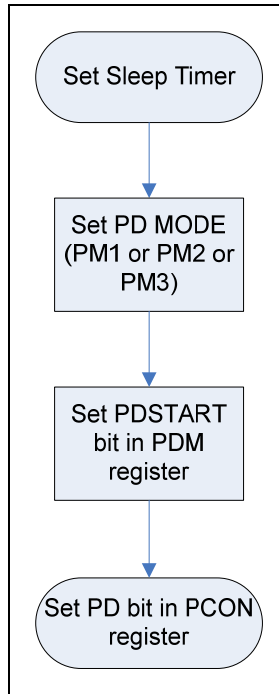 Set Sleep Timer
Set PD MODE
(PM1 or PM2 or
PM3)
Set PDSTART
bit in PDM
register
Set PD bit in PCON
register